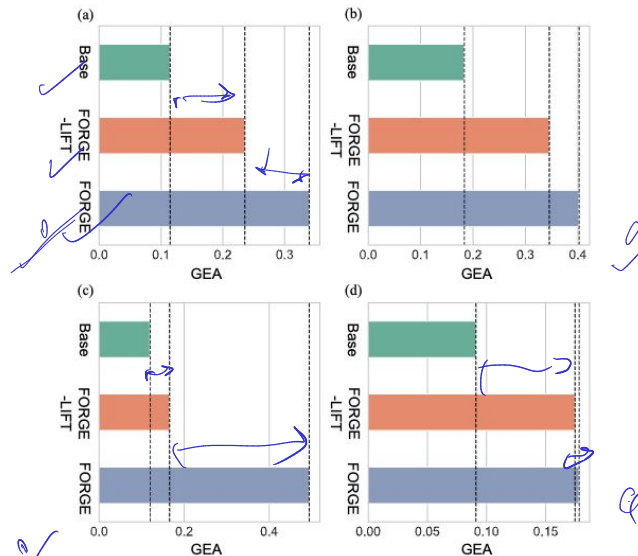 (a)
Base
FORGE
-LIFT
FORGE
0.0 0.1 0.2 0.3
GEA
(b)
Base
FORGE
-LIFT
FORGE
0.0 0.1 0.2 0.3 0.4
GEA
(c)
Base
FORGE
-LIFT
FORGE
0.0 0.2 0.4
GEA
(d)
Base
FORGE
-LIFT
FORGE
0.00 0.05 0.10 0.15
GEA